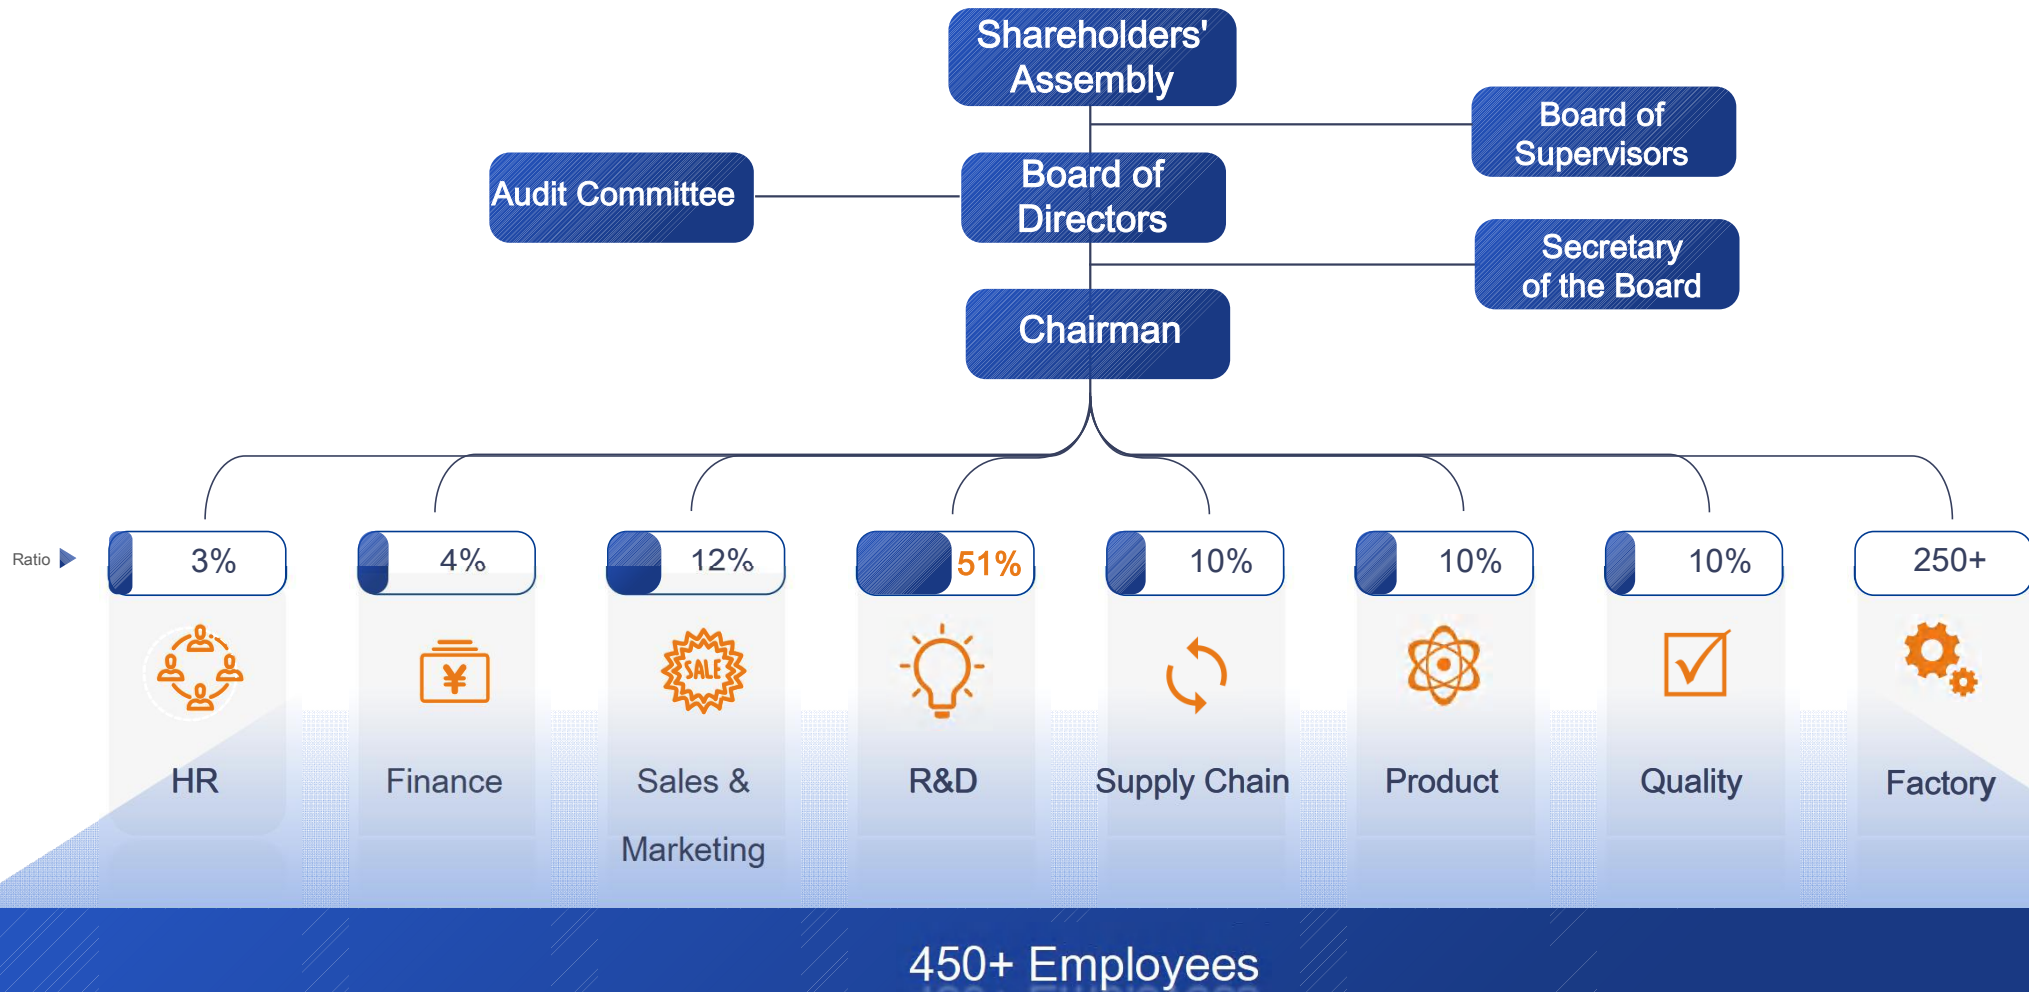 Shareholders'
Assembly
Board of
Supervisors
Audit Committee
Board of
Directors
Secretary
of the Board
Chairman
Ratio
3%
4%
12%
51%
10%
10%
10%
250+
¥
SALE
HR
Finance
Sales &
Marketing
R&D
Supply Chain
Product
Quality
Factory
450+ Employees